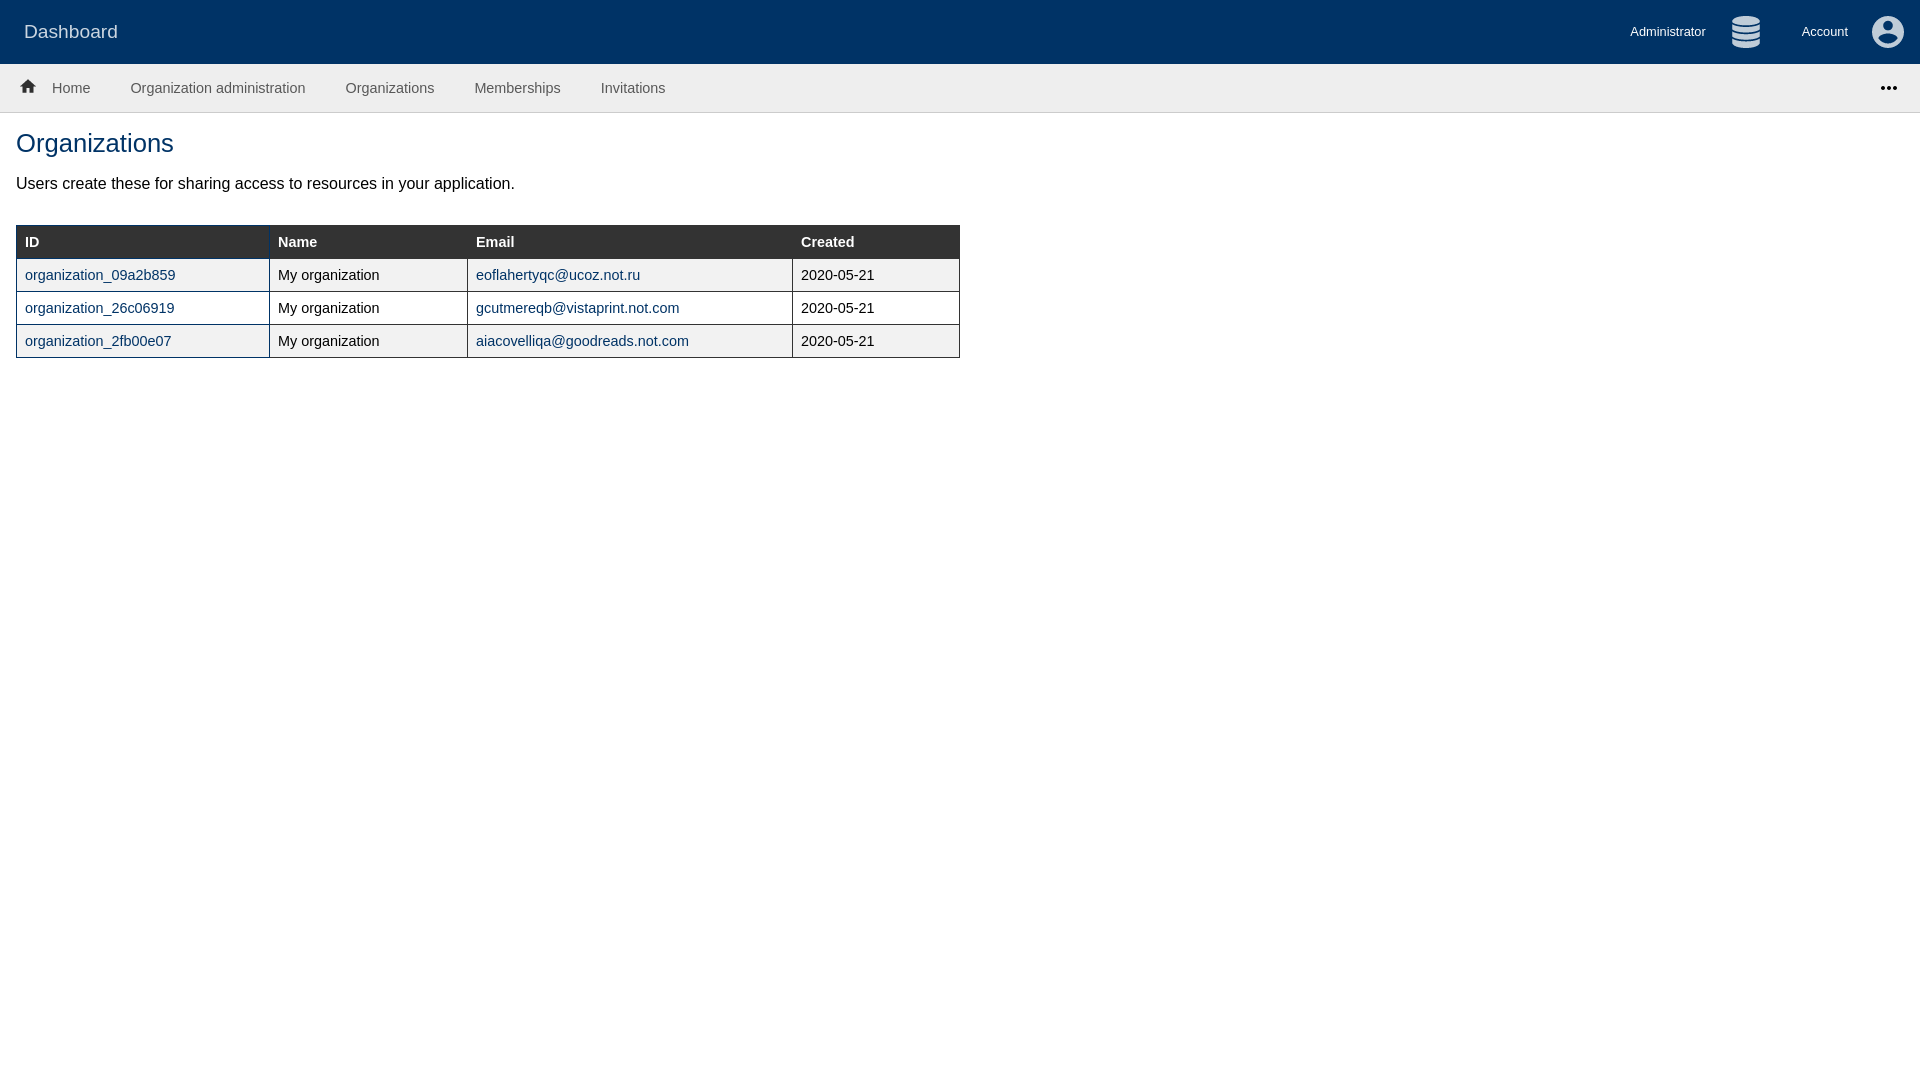 Dashboard
Administrator
Account
Home
Organization administration
Organizations
Memberships
Invitations
Organizations
Users create these for sharing access to resources in your application.
ID Name Email Created
organization_09a2b859 My organization eoflahertyqc@ucoz.not.ru 2020-05-21
organization_26c06919 My organization gcutmereqb@vistaprint.not.com 2020-05-21
organization_2fb00e07 My organization aiacovelliqa@goodreads.not.com 2020-05-21